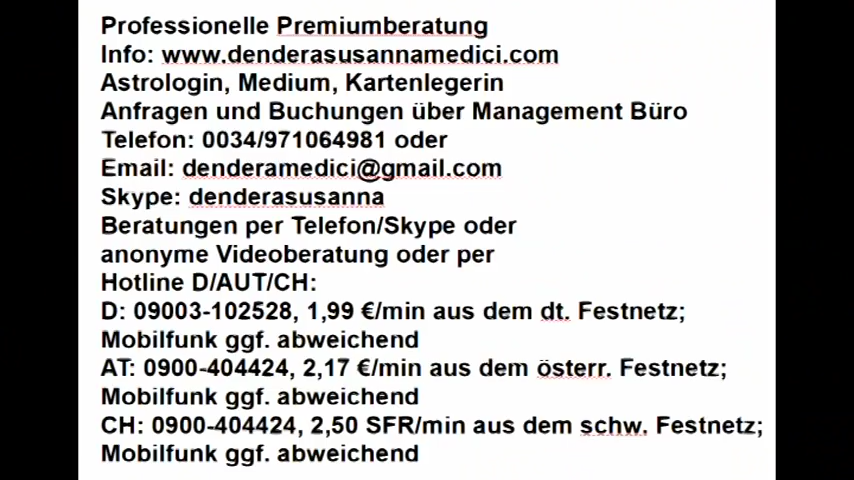 Professionelle Premiumberatung
Info: www.denderasusannamedici.com
Astrologin, Medium, Kartenlegerin
Anfragen und Buchungen über Management Büro
Telefon: 0034/971064981 oder
Email: denderamedici@gmail.com
Skype: denderasusanna
Beratungen per Telefon/Skype oder
anonyme Videoberatung oder per
Hotline D/AUT/CH:
D: 09003-102528, 1,99 €/min aus dem dt. Festnetz;
Mobilfunk ggf. abweichend
AT: 0900-404424, 2,17 €/min aus dem österr. Festnetz;
Mobilfunk ggf. abweichend
CH: 0900-404424, 2,50 SFR/min aus dem schw. Festnetz;
Mobilfunk ggf. abweichend